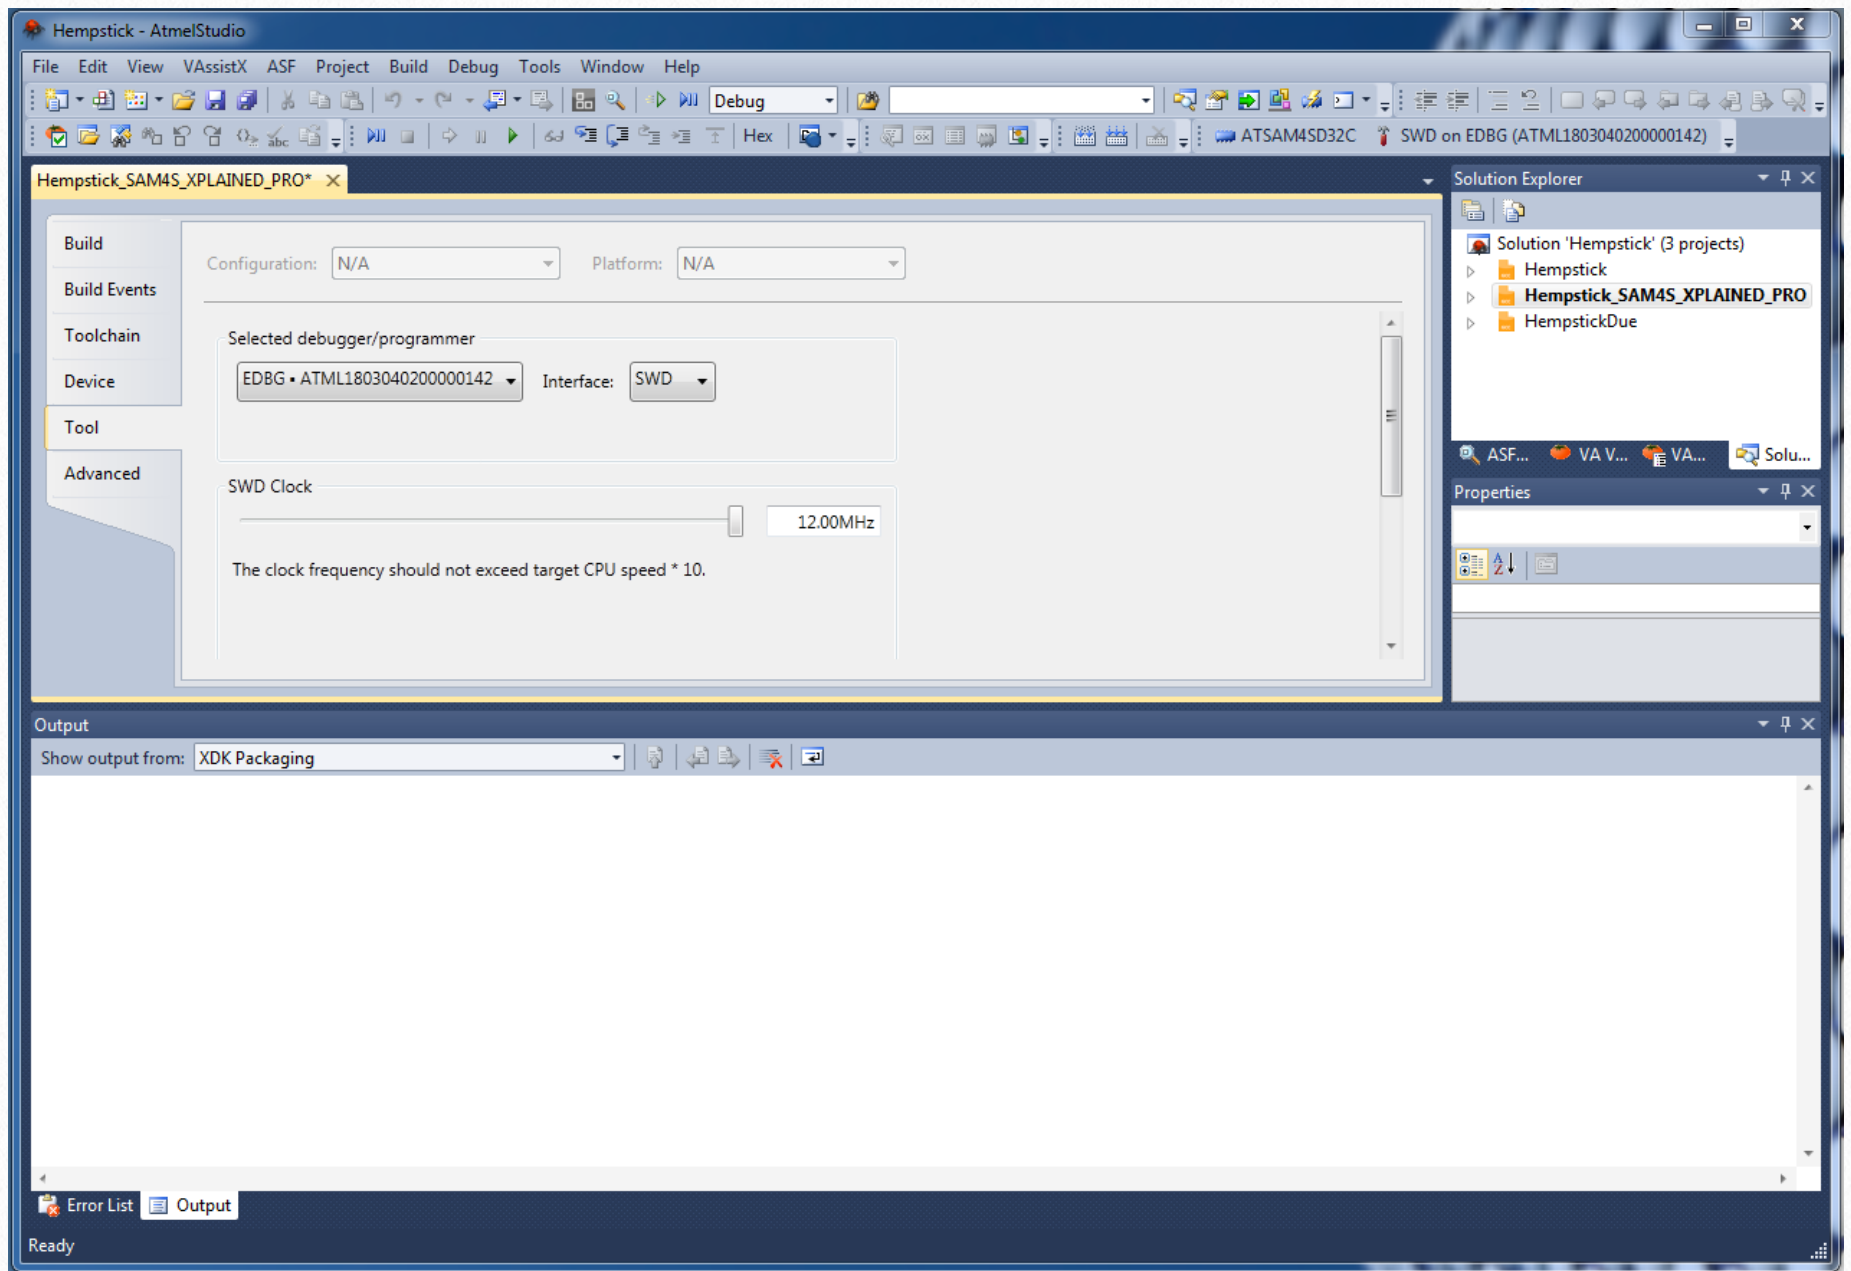 Hempstick - AtmelStudio
File Edit View VAssistX ASF Project Build Debug Tools Window Help
Debug
Hex ATSAM4SD32C SWD on EDBG (ATML1803040200000142)
Hempstick_SAM4S_XPLAINED_PRO*
Build
Build Events
Toolchain
Device
Tool
Advanced
Configuration: N/A Platform: N/A
Selected debugger/programmer
EDBG ▪ ATML1803040200000142 Interface: SWD
SWD Clock
12.00MHz
The clock frequency should not exceed target CPU speed * 10.
Solution Explorer
Solution 'Hempstick' (3 projects)
Hempstick
Hempstick_SAM4S_XPLAINED_PRO
HempstickDue
ASF... VA V... VA... Solu...
Properties
Output
Show output from: XDK Packaging
Error List Output
Ready